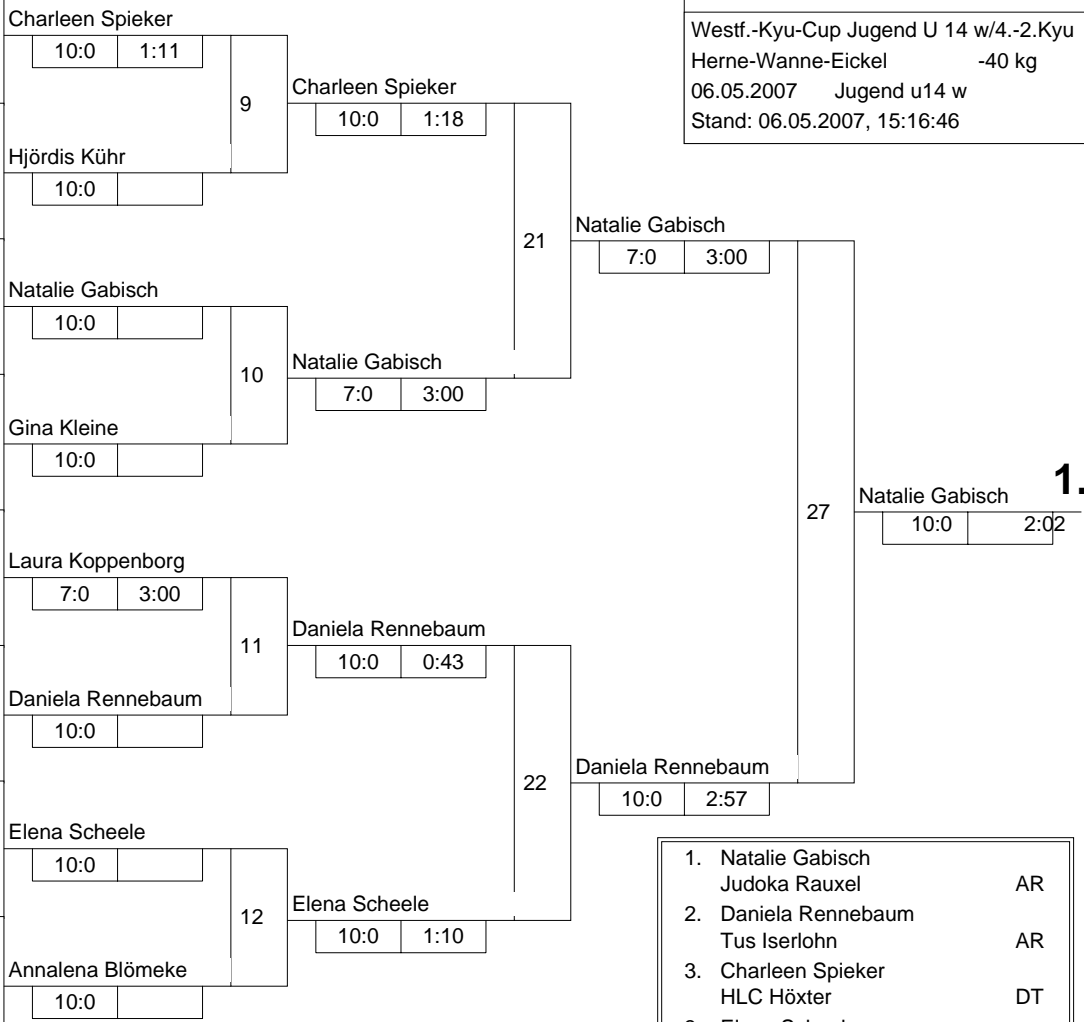 Charleen Spieker
10:0 1:11
9
Hjördis Kühr
10:0
Natalie Gabisch
10:0
10
Gina Kleine
10:0
Laura Koppenborg
7:0 3:00
11
Daniela Rennebaum
10:0
Elena Scheele
10:0
12
Annalena Blömeke
10:0
Charleen Spieker
10:0 1:18
21
Natalie Gabisch
7:0 3:00
Daniela Rennebaum
10:0 0:43
22
Elena Scheele
10:0 1:10
Natalie Gabisch
7:0 3:00
27
Daniela Rennebaum
10:0 2:57
Natalie Gabisch 1.
10:0 2:02
Westf.-Kyu-Cup Jugend U 14 w/4.-2.Kyu
Herne-Wanne-Eickel -40 kg
06.05.2007 Jugend u14 w
Stand: 06.05.2007, 15:16:46
1. Natalie Gabisch
Judoka Rauxel AR
2. Daniela Rennebaum
Tus Iserlohn AR
3. Charleen Spieker
HLC Höxter DT